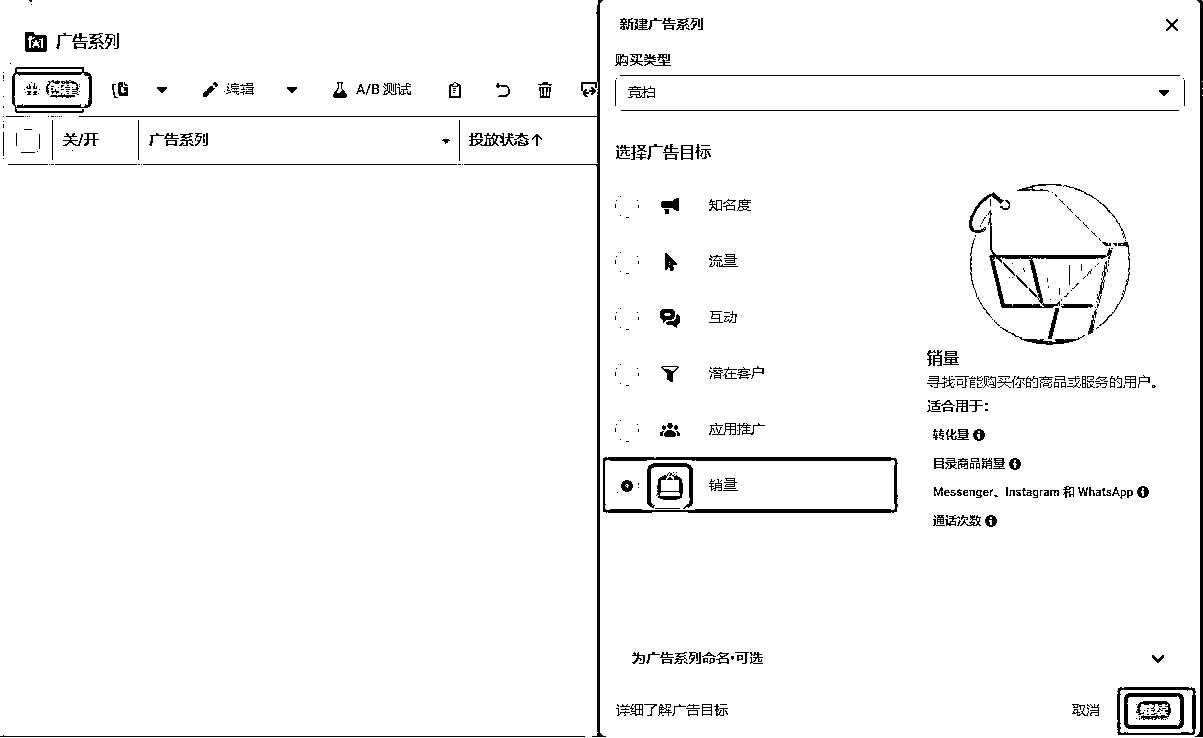 广告系列
创建
编辑
A/B 测试
关/开
广告系列
投放状态↑
新建广告系列
购买类型
竞拍
选择广告目标
知名度
流量
互动
潜在客户
应用推广
销量
销量
寻找可能购买你的商品或服务的用户。
适合用于：
转化量
目录商品销量
Messenger、Instagram 和 WhatsApp
通话次数
为广告系列命名•可选
详细了解广告目标
取消
继续